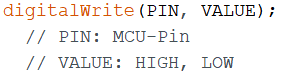 digitalWrite(PIN, VALUE);
// PIN: MCU-Pin
// VALUE: HIGH, LOW